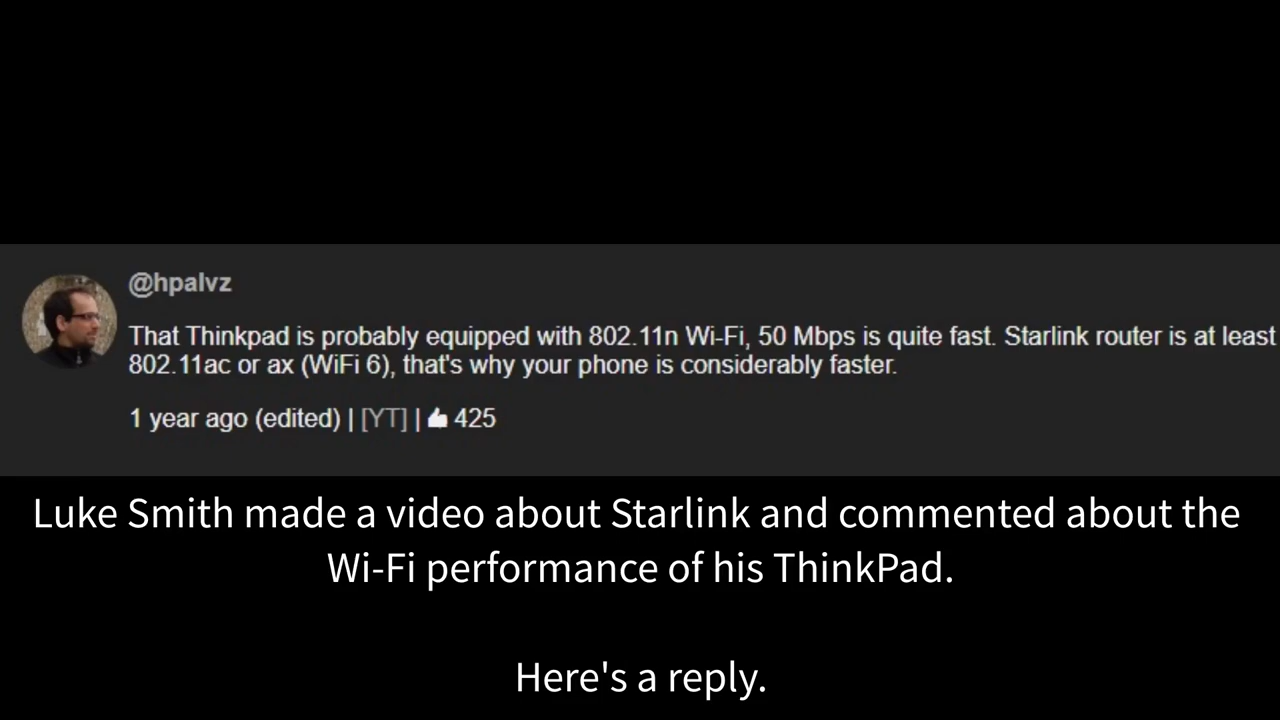 @hpalvz
That Thinkpad is probably equipped with 802.11n Wi-Fi, 50 Mbps is quite fast. Starlink router is at least
802.11ac or ax (WiFi 6), that's why your phone is considerably faster.
1 year ago (edited) | [YT] | 425
Luke Smith made a video about Starlink and commented about the
Wi-Fi performance of his ThinkPad.
Here's a reply.